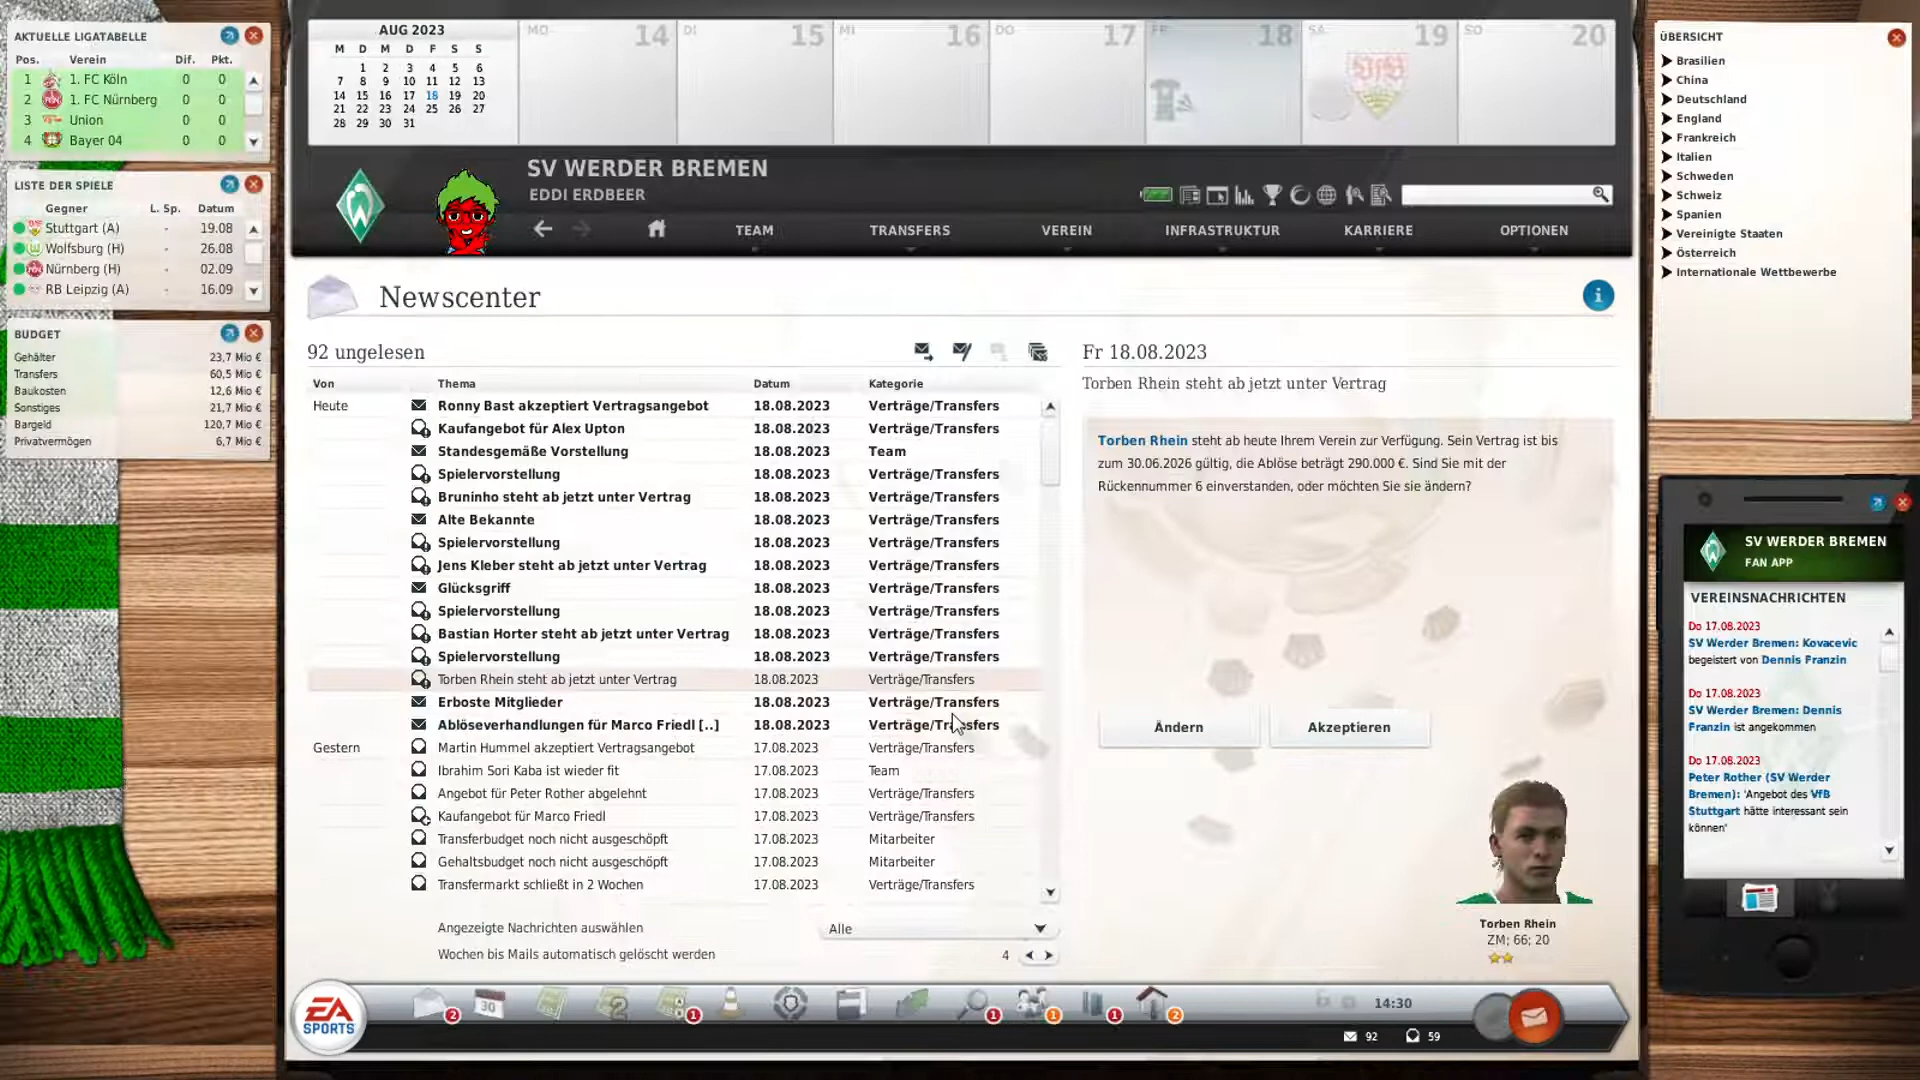 AKTUELLE LIGATABELLE
Pos. Verein Dif. Pkt.
1 1. FC Köln 0 0
2 1. FC Nürnberg 0 0
3 Union 0 0
4 Bayer 04 0 0
LISTE DER SPIELE
Gegner L. Sp. Datum
Stuttgart (A) - 19.08
Wolfsburg (H) - 26.08
Nürnberg (H) - 02.09
RB Leipzig (A) - 16.09
BUDGET
Gehälter 23,7 Mio €
Transfers 60,5 Mio €
Baukosten 12,6 Mio €
Sonstiges 21,7 Mio €
Bargeld 120,7 Mio €
Privatvermögen 6,7 Mio €
AUG 2023
M D M D F S S
1 2 3 4 5 6
7 8 9 10 11 12 13
14 15 16 17 18 19 20
21 22 23 24 25 26 27
28 29 30 31
MO 14 DI 15 MI 16 DO 17 FR 18 SA 19 SO 20
SV WERDER BREMEN
EDDI ERDBEER
TEAM TRANSFERS VEREIN INFRASTRUKTUR KARRIERE OPTIONEN
Newscenter
92 ungelesen
Von Thema Datum Kategorie
Heute Ronny Bast akzeptiert Vertragsangebot 18.08.2023 Verträge/Transfers
Kaufangebot für Alex Upton 18.08.2023 Verträge/Transfers
Standesgemäße Vorstellung 18.08.2023 Team
Spielervorstellung 18.08.2023 Verträge/Transfers
Bruninho steht ab jetzt unter Vertrag 18.08.2023 Verträge/Transfers
Alte Bekannte 18.08.2023 Verträge/Transfers
Spielervorstellung 18.08.2023 Verträge/Transfers
Jens Kleber steht ab jetzt unter Vertrag 18.08.2023 Verträge/Transfers
Glücksgriff 18.08.2023 Verträge/Transfers
Spielervorstellung 18.08.2023 Verträge/Transfers
Bastian Horter steht ab jetzt unter Vertrag 18.08.2023 Verträge/Transfers
Spielervorstellung 18.08.2023 Verträge/Transfers
Torben Rhein steht ab jetzt unter Vertrag 18.08.2023 Verträge/Transfers
Erboste Mitglieder 18.08.2023 Verträge/Transfers
Ablöseverhandlungen für Marco Friedl [..] 18.08.2023 Verträge/Transfers
Gestern Martin Hummel akzeptiert Vertragsangebot 17.08.2023 Verträge/Transfers
Ibrahim Sori Kaba ist wieder fit 17.08.2023 Team
Angebot für Peter Rother abgelehnt 17.08.2023 Verträge/Transfers
Kaufangebot für Marco Friedl 17.08.2023 Verträge/Transfers
Transferbudget noch nicht ausgeschöpft 17.08.2023 Mitarbeiter
Gehaltsbudget noch nicht ausgeschöpft 17.08.2023 Mitarbeiter
Transfermarkt schließt in 2 Wochen 17.08.2023 Verträge/Transfers
Angezeigte Nachrichten auswählen Alle
Wochen bis Mails automatisch gelöscht werden 4
Fr 18.08.2023
Torben Rhein steht ab jetzt unter Vertrag
Torben Rhein steht ab heute Ihrem Verein zur Verfügung. Sein Vertrag ist bis
zum 30.06.2026 gültig, die Ablöse beträgt 290.000 €. Sind Sie mit der
Rückennummer 6 einverstanden, oder möchten Sie sie ändern?
Ändern Akzeptieren
Torben Rhein
ZM; 66; 20
EA
SPORTS
30
2 1 1 1 1 2
14:30
92 59
ÜBERSICHT
Brasilien
China
Deutschland
England
Frankreich
Italien
Schweden
Schweiz
Spanien
Vereinigte Staaten
Österreich
Internationale Wettbewerbe
SV WERDER BREMEN
FAN APP
VEREINSNACHRICHTEN
Do 17.08.2023
SV Werder Bremen: Kovacevic
begeistert von Dennis Franzin
Do 17.08.2023
SV Werder Bremen: Dennis
Franzin ist angekommen
Do 17.08.2023
Peter Rother (SV Werder
Bremen): 'Angebot des VfB
Stuttgart hätte interessant sein
können'